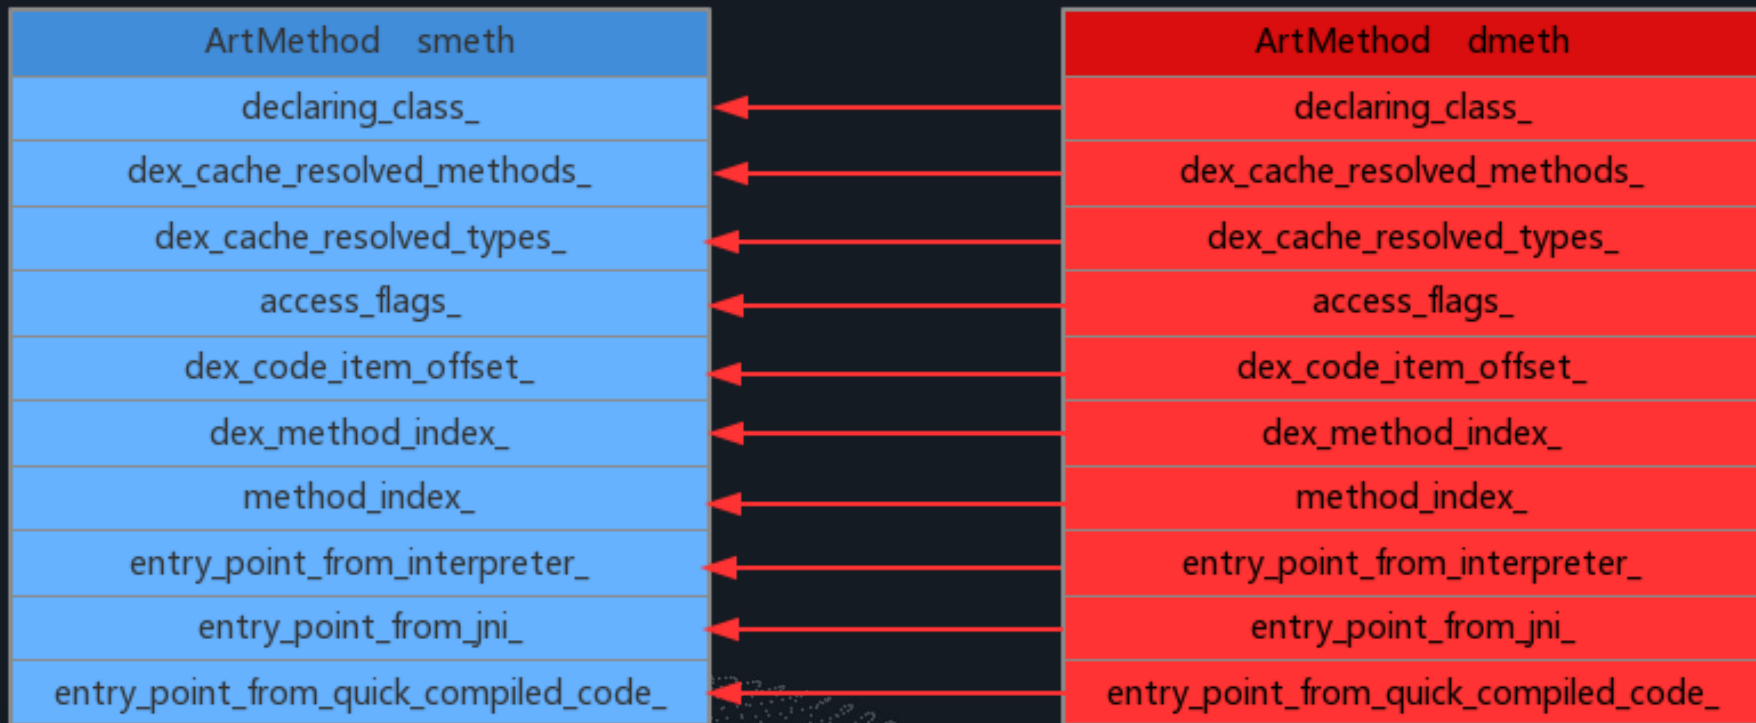 ArtMethod smeth
declaring_class_
dex_cache_resolved_methods_
dex_cache_resolved_types_
access_flags_
dex_code_item_offset_
dex_method_index_
method_index_
entry_point_from_interpreter_
entry_point_from_jni_
entry_point_from_quick_compiled_code_
ArtMethod dmeth
declaring_class_
dex_cache_resolved_methods_
dex_cache_resolved_types_
access_flags_
dex_code_item_offset_
dex_method_index_
method_index_
entry_point_from_interpreter_
entry_point_from_jni_
entry_point_from_quick_compiled_code_